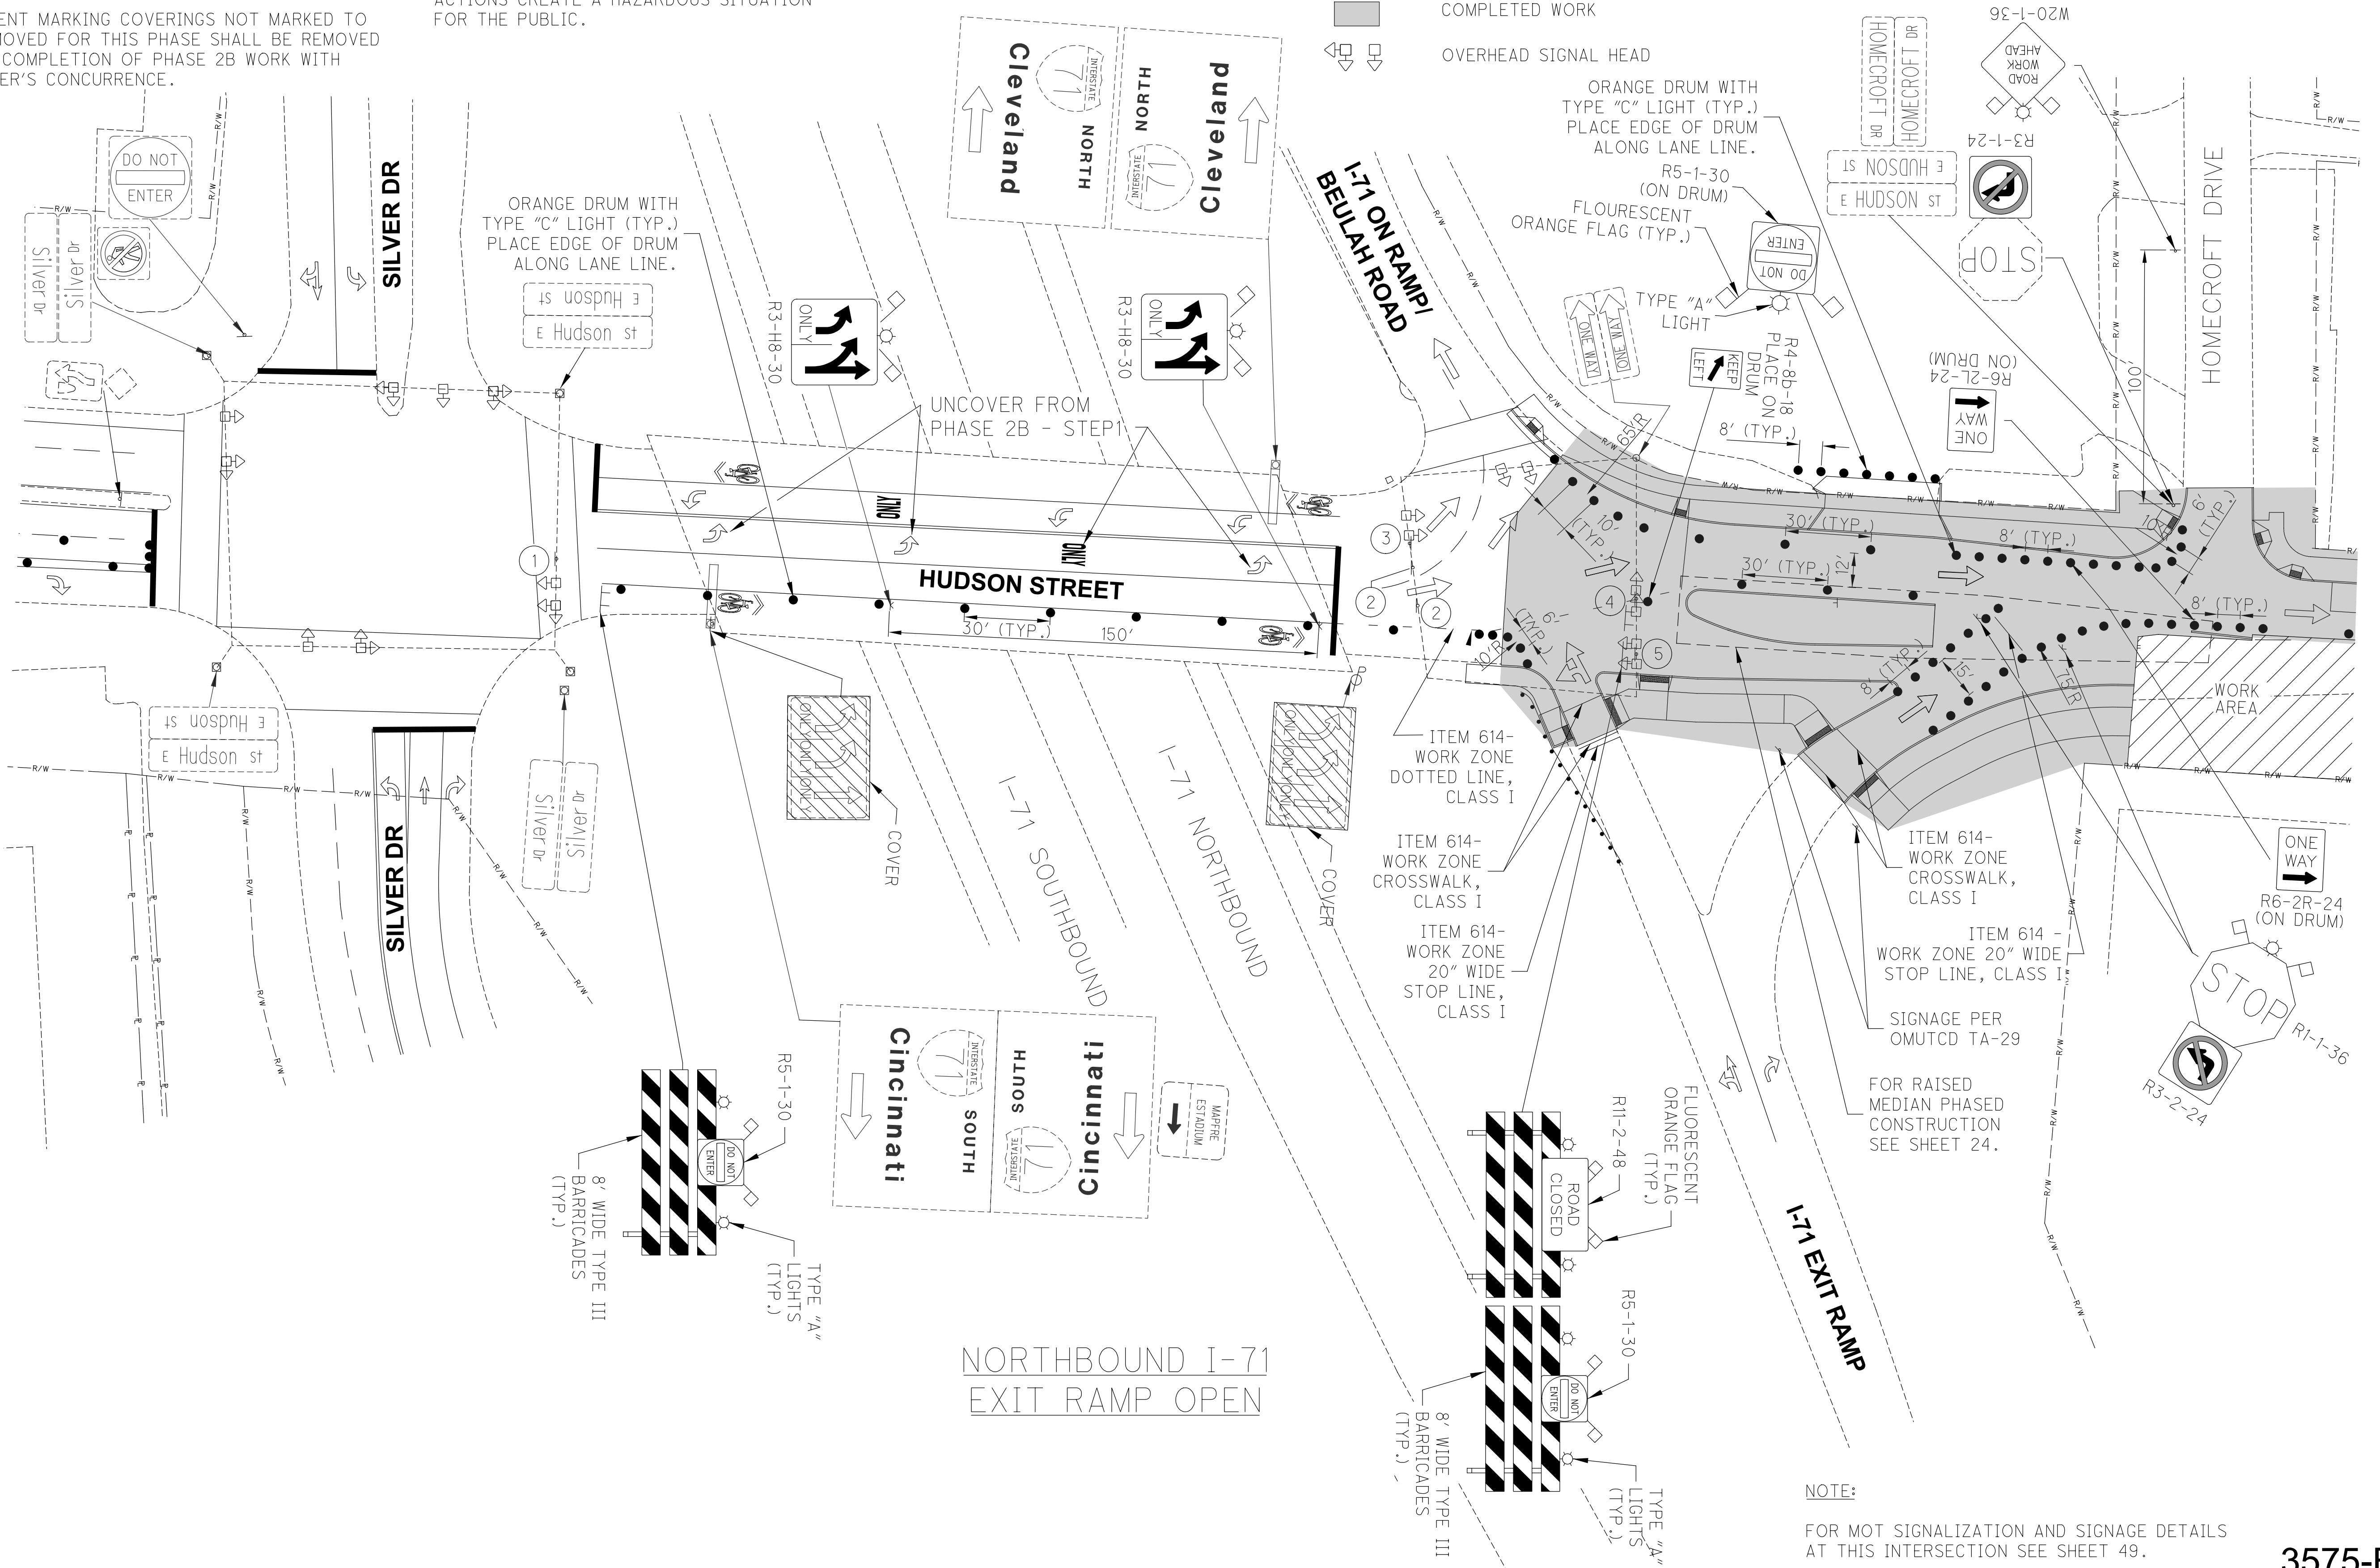 ENT MARKING COVERINGS NOT MARKED TO
MOVED FOR THIS PHASE SHALL BE REMOVED
COMPLETION OF PHASE 2B WORK WITH
ER'S CONCURRENCE.
ACTIONS CREATE A HAZARDOUS SITUATION
FOR THE PUBLIC.
COMPLETED WORK
OVERHEAD SIGNAL HEAD
W20-1-36
ROAD
WORK
AHEAD
HOMECROFT DR
HOMECROFT DR
R3-1-24
E HUDSON ST
E HUDSON ST
STOP
HOMECROFT DRIVE
100'
ORANGE DRUM WITH
TYPE "C" LIGHT (TYP.)
PLACE EDGE OF DRUM
ALONG LANE LINE.
R5-1-30
(ON DRUM)
FLOURESCENT
ORANGE FLAG (TYP.)
DO NOT
ENTER
TYPE "A"
LIGHT
ONE WAY
ONE WAY
KEEP
LEFT
R4-8b-18
PLACE ON
DRUM
8' (TYP.)
R6-2L-24
(ON DRUM)
ONE
WAY
Cleveland
INTERSTATE
71
NORTH
NORTH
INTERSTATE
71
Cleveland
I-71 ON RAMP/
BEULAH ROAD
DO NOT
ENTER
Silver Dr
Silver Dr
SILVER DR
ORANGE DRUM WITH
TYPE "C" LIGHT (TYP.)
PLACE EDGE OF DRUM
ALONG LANE LINE.
E Hudson St
E Hudson St
R3-H8-30
ONLY
R3-H8-30
ONLY
UNCOVER FROM
PHASE 2B - STEP1
ONLY
ONLY
HUDSON STREET
30' (TYP.)
150'
1
2
2
3
4
5
65'R
10'
(TYP.)
30' (TYP.)
30' (TYP.)
12'
8' (TYP.)
6'
(TYP.)
8' (TYP.)
6'
(TYP.)
10'R
8' (TYP.)
15'
75'R
WORK
AREA
E Hudson St
E Hudson St
SILVER DR
Silver Dr
Silver Dr
ONLY ONLY ONLY
COVER
ONLY ONLY ONLY
COVER
I-71 SOUTHBOUND
I-71 NORTHBOUND
ITEM 614-
WORK ZONE
DOTTED LINE,
CLASS I
ITEM 614-
WORK ZONE
CROSSWALK,
CLASS I
ITEM 614-
WORK ZONE
20" WIDE
STOP LINE,
CLASS I
ITEM 614-
WORK ZONE
CROSSWALK,
CLASS I
ITEM 614 -
WORK ZONE 20" WIDE
STOP LINE, CLASS I
SIGNAGE PER
OMUTCD TA-29
FOR RAISED
MEDIAN PHASED
CONSTRUCTION
SEE SHEET 24.
ONE
WAY
R6-2R-24
(ON DRUM)
STOP
R1-1-36
R3-2-24
Cincinnati
INTERSTATE
71
SOUTH
SOUTH
INTERSTATE
71
Cincinnati
MAPFRE
ESTADIUM
R5-1-30
DO NOT
ENTER
8' WIDE TYPE III
BARRICADES
(TYP.)
TYPE "A"
LIGHTS
(TYP.)
FLUORESCENT
ORANGE FLAG
(TYP.)
R11-2-48
ROAD
CLOSED
R5-1-30
DO NOT
ENTER
8' WIDE TYPE III
BARRICADES
(TYP.)
TYPE "A"
LIGHTS
(TYP.)
I-71 EXIT RAMP
NORTHBOUND I-71
EXIT RAMP OPEN
NOTE:
FOR MOT SIGNALIZATION AND SIGNAGE DETAILS
AT THIS INTERSECTION SEE SHEET 49.